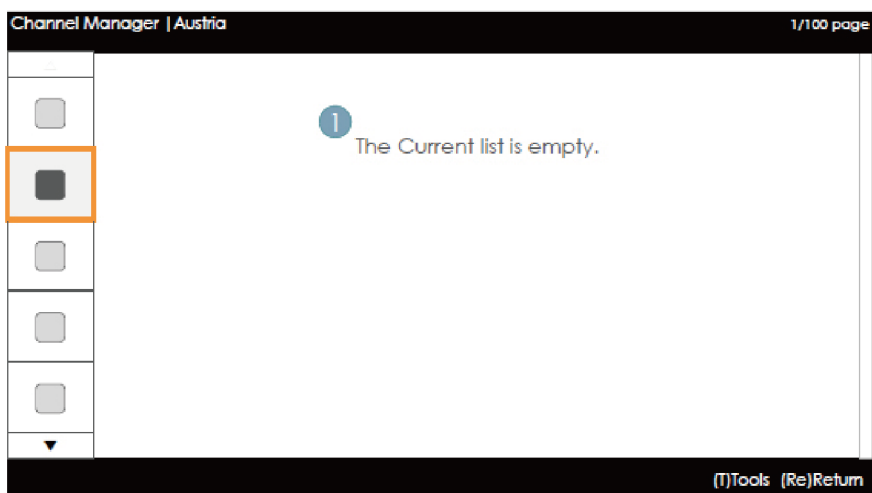 Channel Manager | Austria
1/100 page
1
The Current list is empty.
▼
(T)Tools (Re)Return